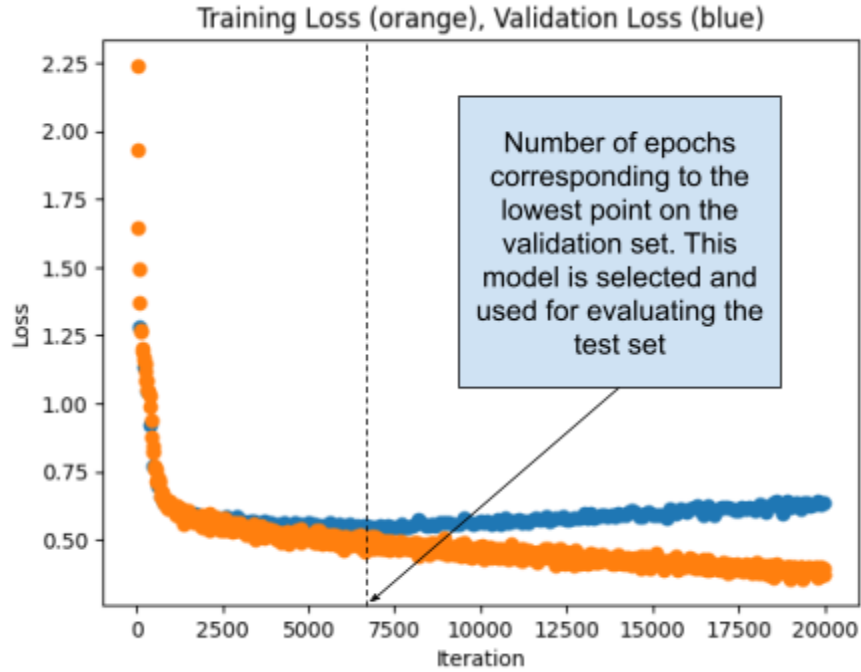 Training Loss (orange), Validation Loss (blue)
2.25
2.00
1.75
1.50
1.25
1.00
0.75
0.50
Loss
Number of epochs
corresponding to the
lowest point on the
validation set. This
model is selected and
used for evaluating the
test set
0 2500 5000 7500 10000 12500 15000 17500 20000
Iteration